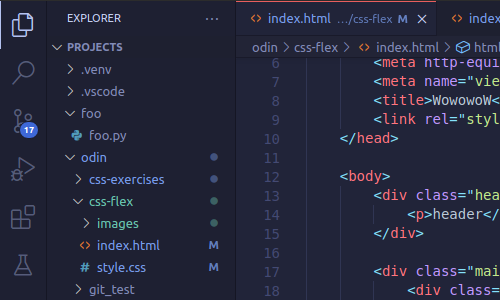 EXPLORER ...
PROJECTS
.venv
.vscode
foo
foo.py
odin
css-exercises
css-flex
images
index.html M
style.css M
git_test
17
index.html .../css-flex M × index
odin > css-flex > index.html > html
6 <meta http-equi
7 <meta name="vie
8 <title>WowowoW<
9 <link rel="styl
10 </head>
11
12 <body>
13 <div class="hea
14 <p>header</
15 </div>
16
17 <div class="mai
18 <div class=